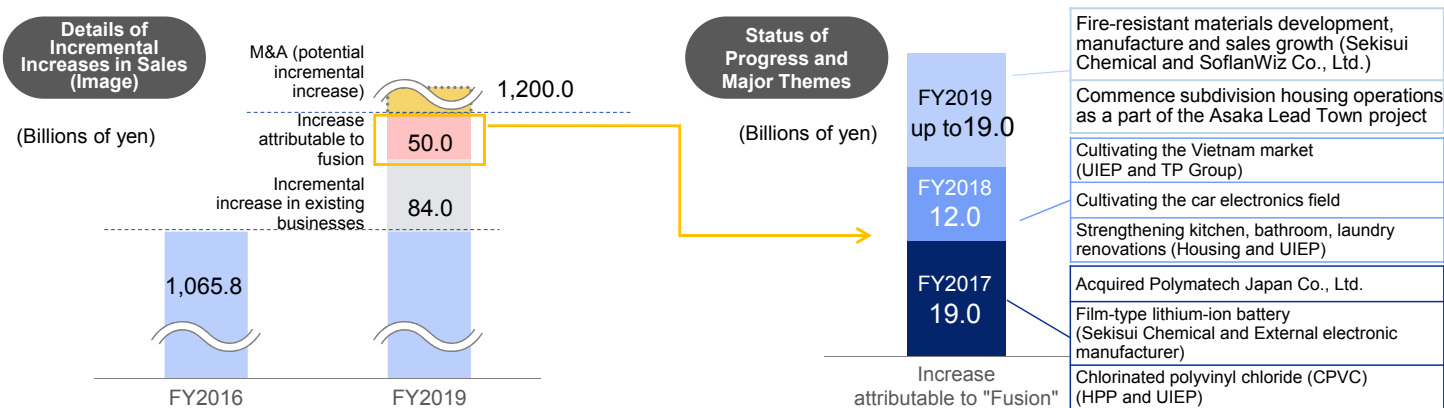 Details of
Incremental
Increases in Sales
(Image)
(Billions of yen)
M&A (potential
incremental
increase)
1,200.0
Increase
attributable to
fusion
50.0
Incremental
increase in existing
businesses
84.0
1,065.8
FY2016
FY2019
Status of
Progress and
Major Themes
(Billions of yen)
FY2019
up to19.0
FY2018
12.0
FY2017
19.0
Increase
attributable to "Fusion"
Fire-resistant materials development,
manufacture and sales growth (Sekisui
Chemical and SoflanWiz Co., Ltd.)
Commence subdivision housing operations
as a part of the Asaka Lead Town project
Cultivating the Vietnam market
(UIEP and TP Group)
Cultivating the car electronics field
Strengthening kitchen, bathroom, laundry
renovations (Housing and UIEP)
Acquired Polymatech Japan Co., Ltd.
Film-type lithium-ion battery
(Sekisui Chemical and External electronic
manufacturer)
Chlorinated polyvinyl chloride (CPVC)
(HPP and UIEP)